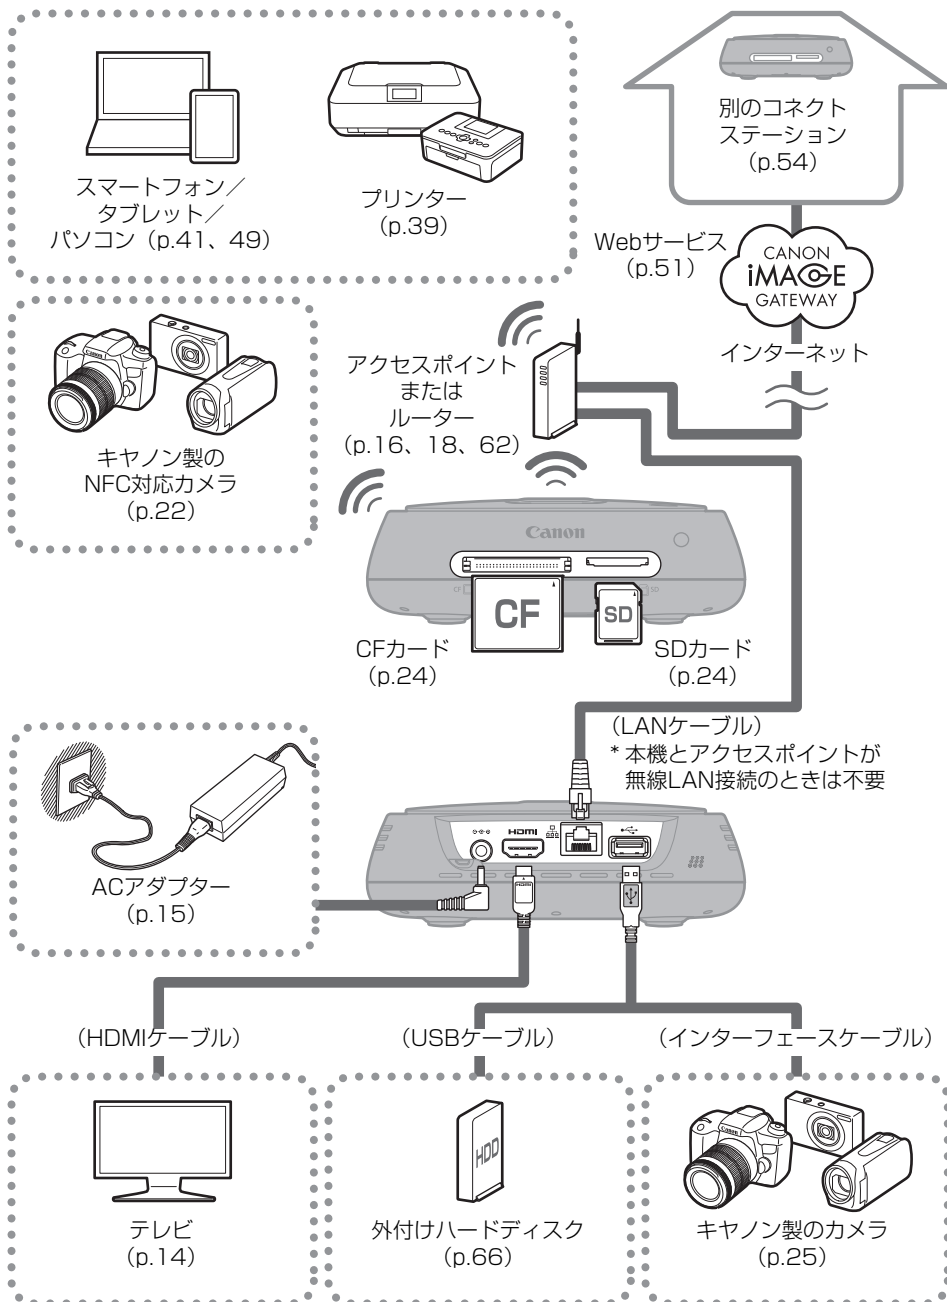 スマートフォン／
タブレット／
パソコン（p.41、49）
プリンター
（p.39）
別のコネクト
ステーション
（p.54）
Webサービス
（p.51）
CANON
iMAGE
GATEWAY
インターネット
Canon
キヤノン製の
NFC対応カメラ
（p.22）
アクセスポイント
または
ルーター
（p.16、18、62）
Canon
CF
SD
CF
SD
CFカード
（p.24）
SDカード
（p.24）
（LANケーブル）
* 本機とアクセスポイントが
無線LAN接続のときは不要
ACアダプター
（p.15）
HDMI
HDMI
（HDMIケーブル）
（USBケーブル）
（インターフェースケーブル）
テレビ
（p.14）
HDD
外付けハードディスク
（p.66）
Canon
キヤノン製のカメラ
（p.25）